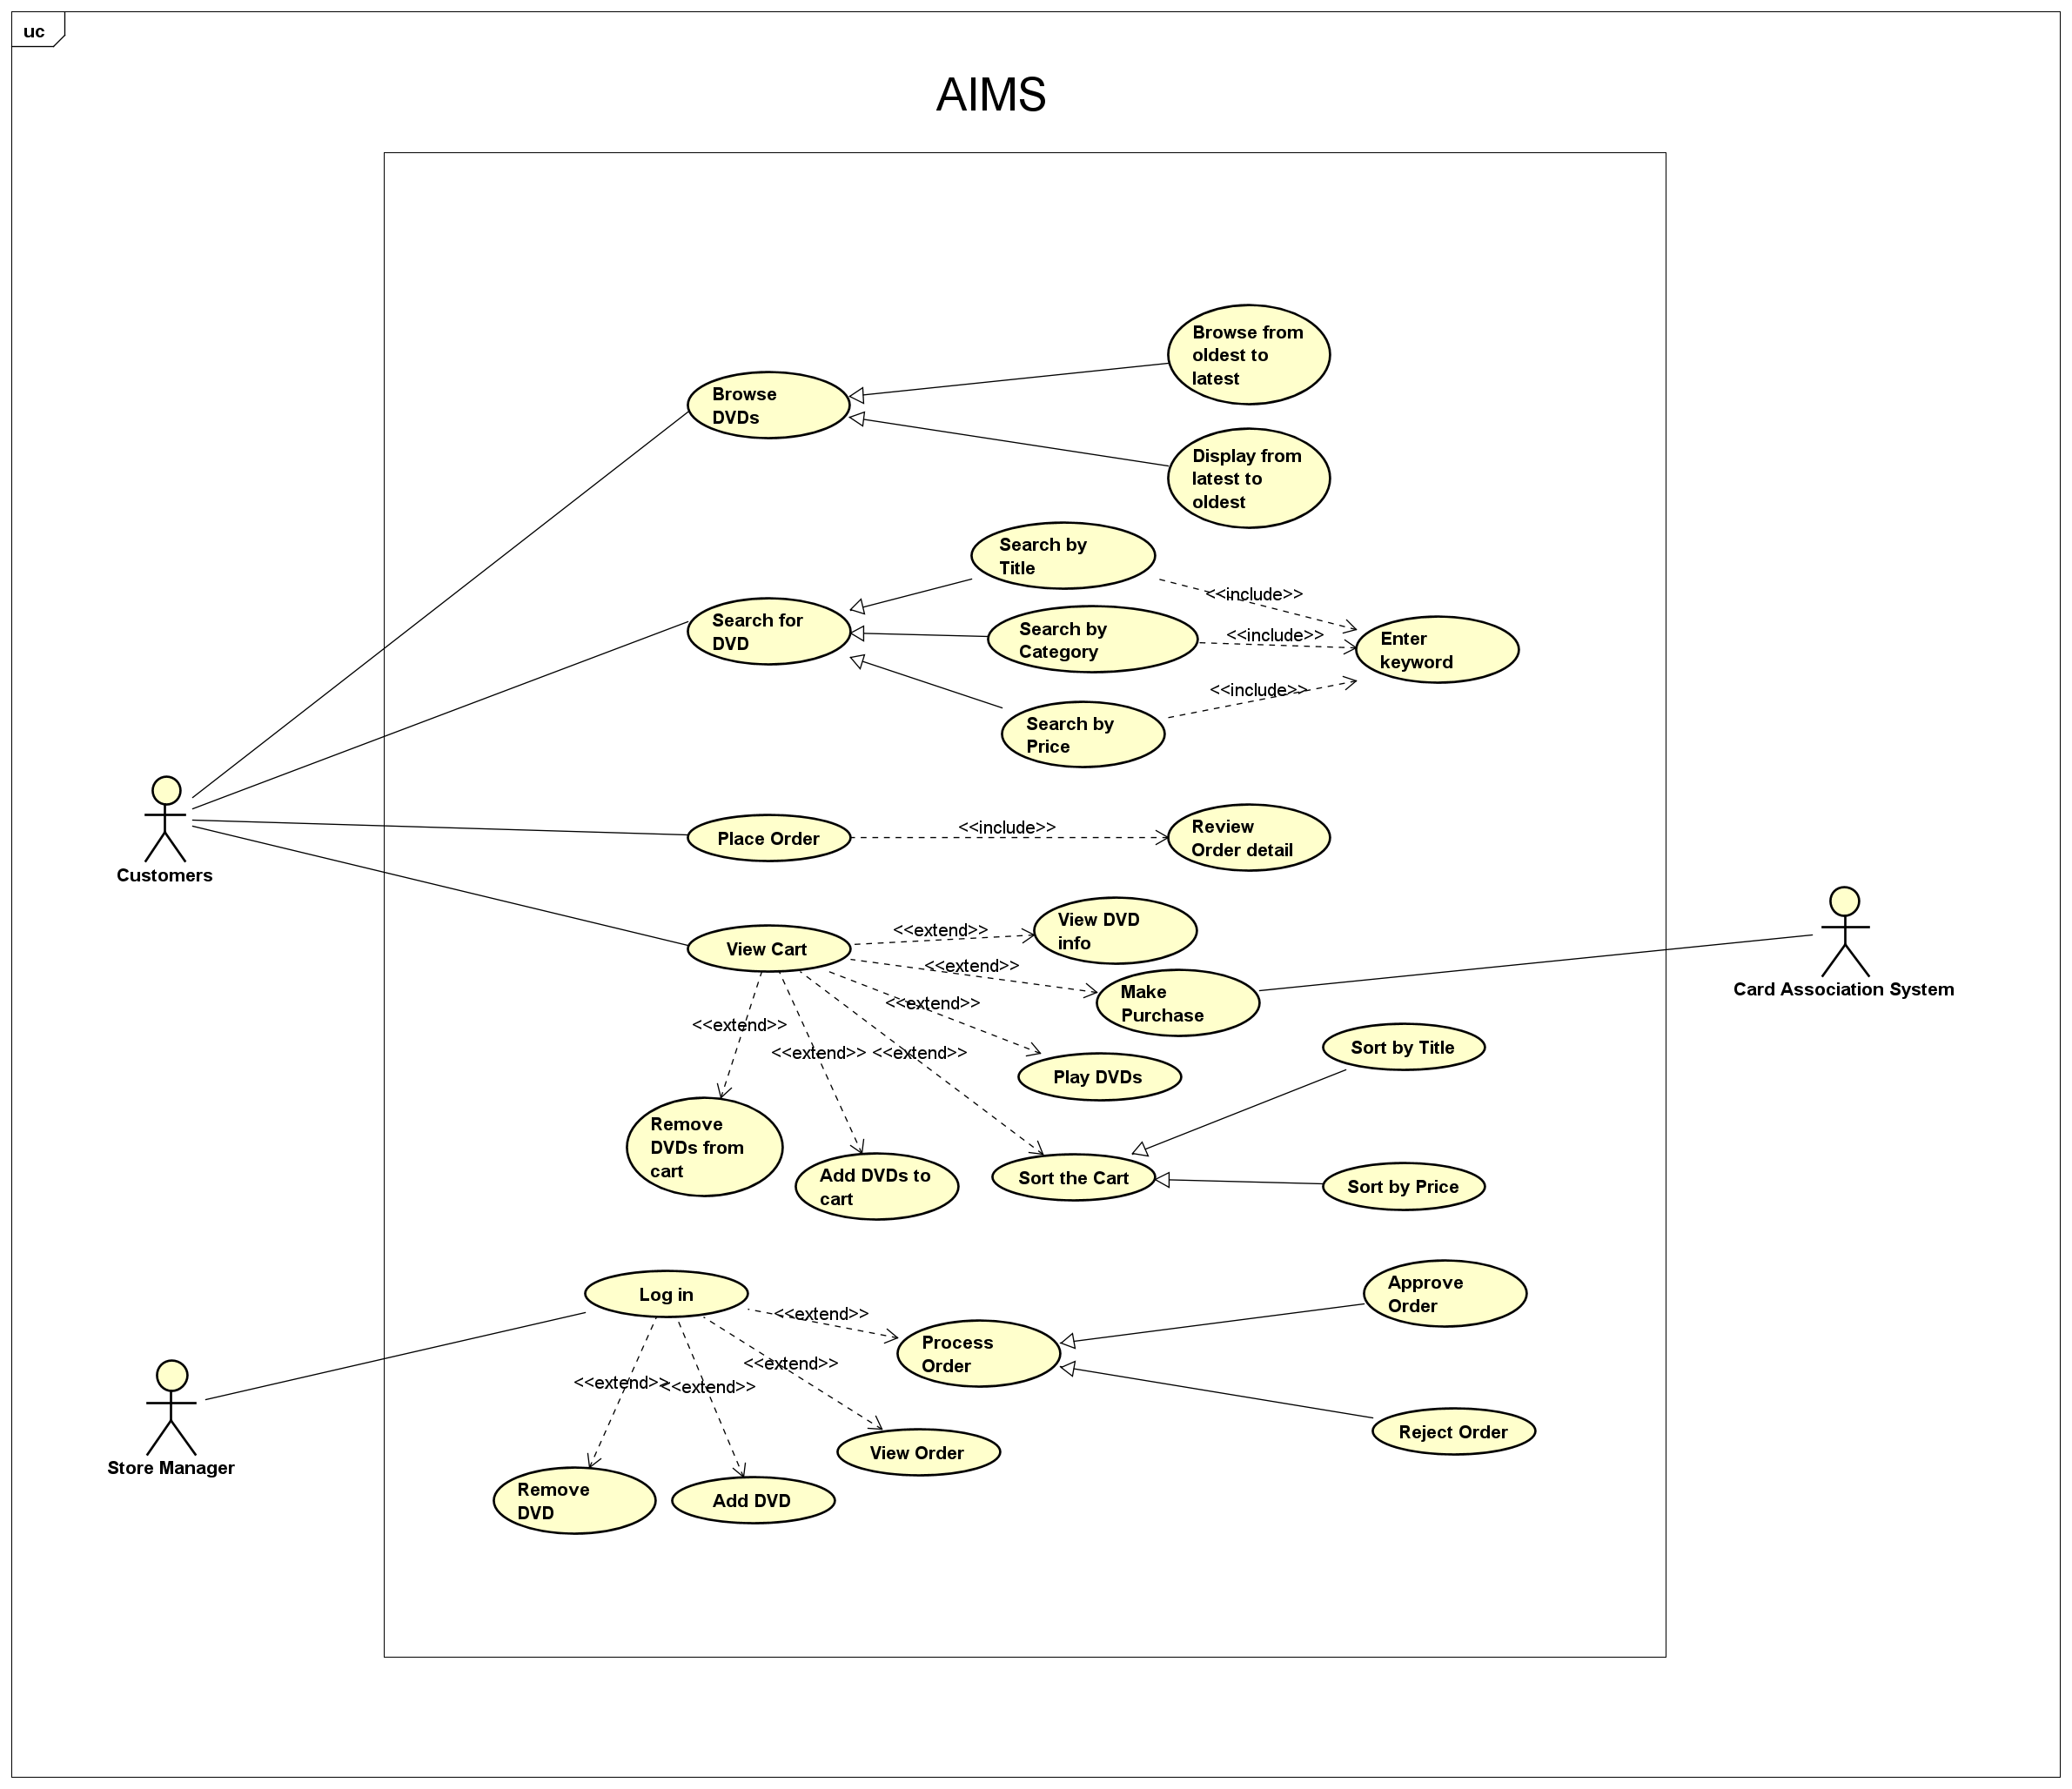 uc
AIMS
Browse from
oldest to
latest
Browse
DVDs
Display from
latest to
oldest
Search by
Title
<<include>>
Search for
DVD
Search by
Category
<<include>>
Enter
keyword
<<include>>
Search by
Price
Customers
Place Order
<<include>>
Review
Order detail
View Cart
<<extend>>
View DVD
info
<<extend>>
Make
Purchase
Card Association System
<<extend>>
<<extend>>
<<extend>>
<<extend>>
Play DVDs
Sort by Title
Remove
DVDs from
cart
Add DVDs to
cart
Sort the Cart
Sort by Price
Log in
<<extend>>
Approve
Order
Process
Order
<<extend>>
<<extend>>
<<extend>>
Store Manager
View Order
Reject Order
Remove
DVD
Add DVD